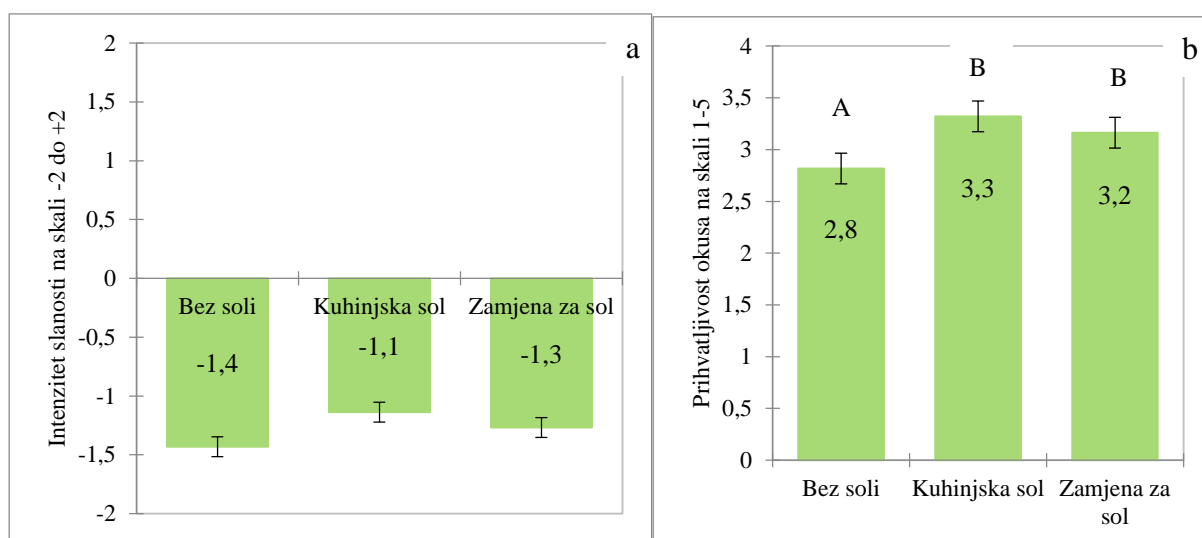 a
Intenzitet slanosti na skali -2 do +2
2
1,5
1
0,5
0
-0,5
-1
-1,5
-2
Bez soli
Kuhinjska sol
Zamjena za sol
-1,4
-1,1
-1,3
b
Prihvatljivost okusa na skali 1-5
4
3,5
3
2,5
2
1,5
1
0,5
0
A
B
B
2,8
3,3
3,2
Bez soli
Kuhinjska sol
Zamjena za
sol